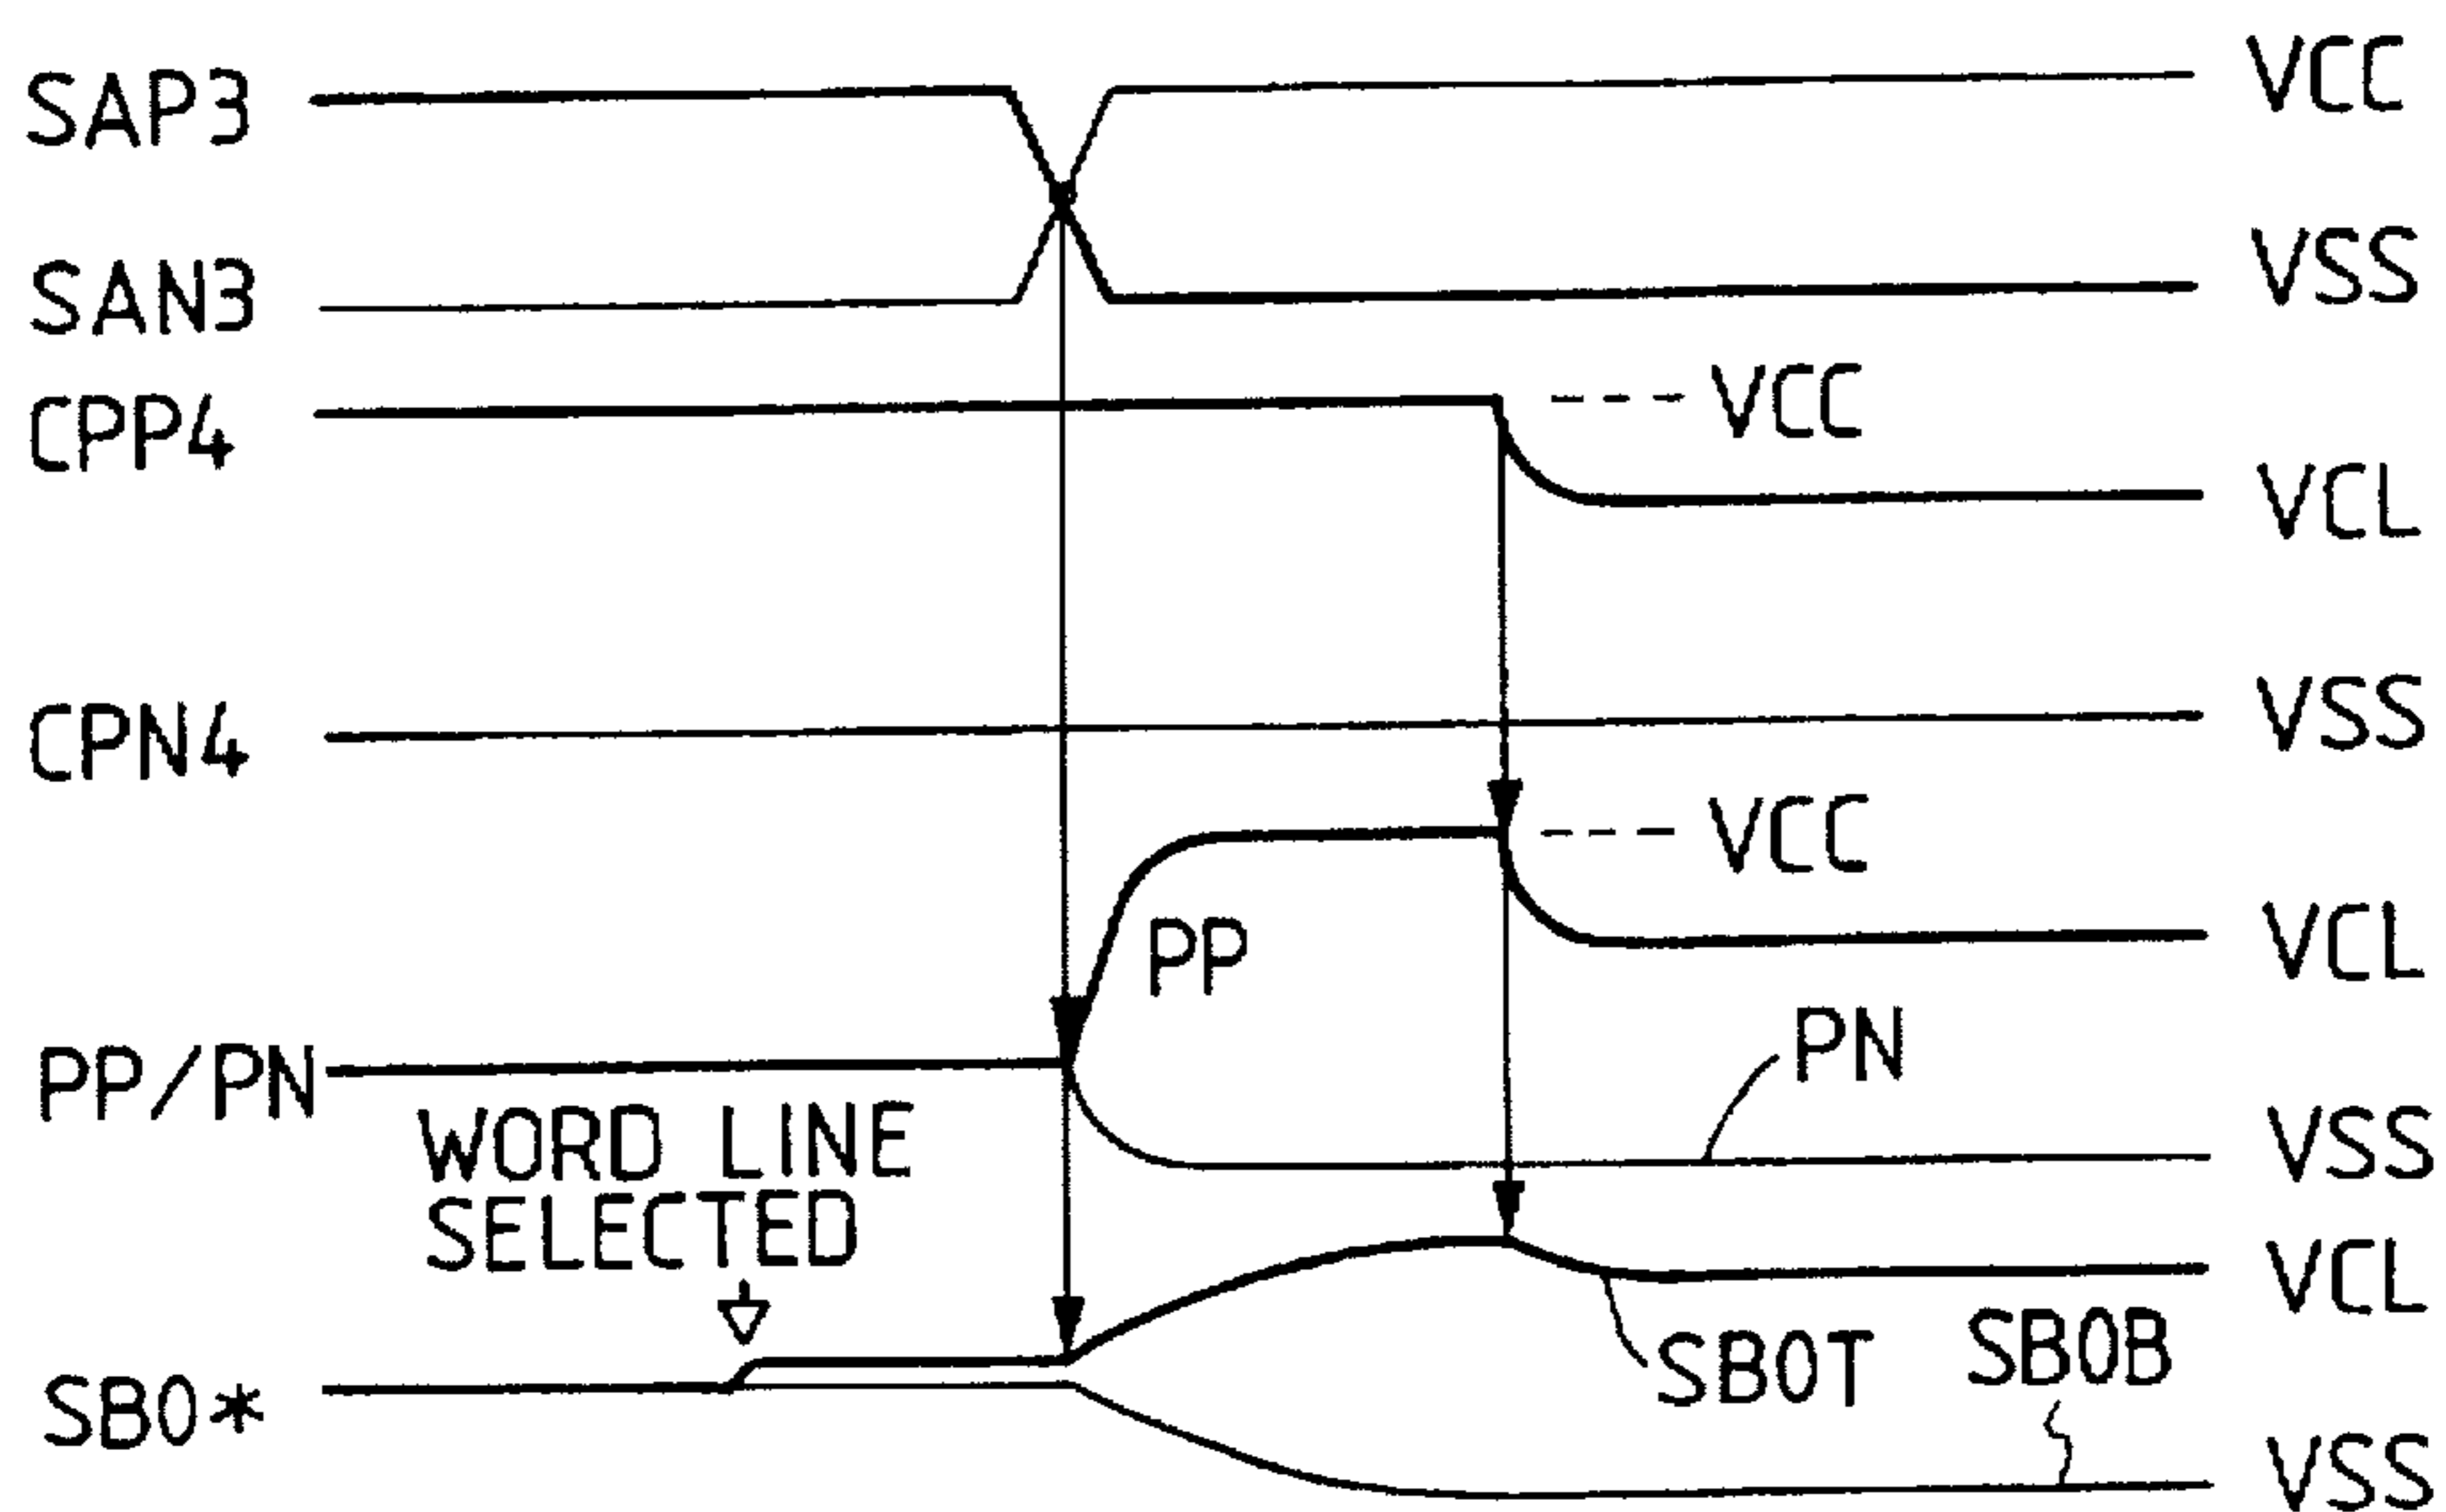 SAP3
VCC
SAN3
VSS
CPP4
VCC
VCL
CPN4
VSS
VCC
PP
VCL
PP/PN
PN
WORD LINE
SELECTED
VSS
VCL
SB0*
SB0T
SB0B
VSS